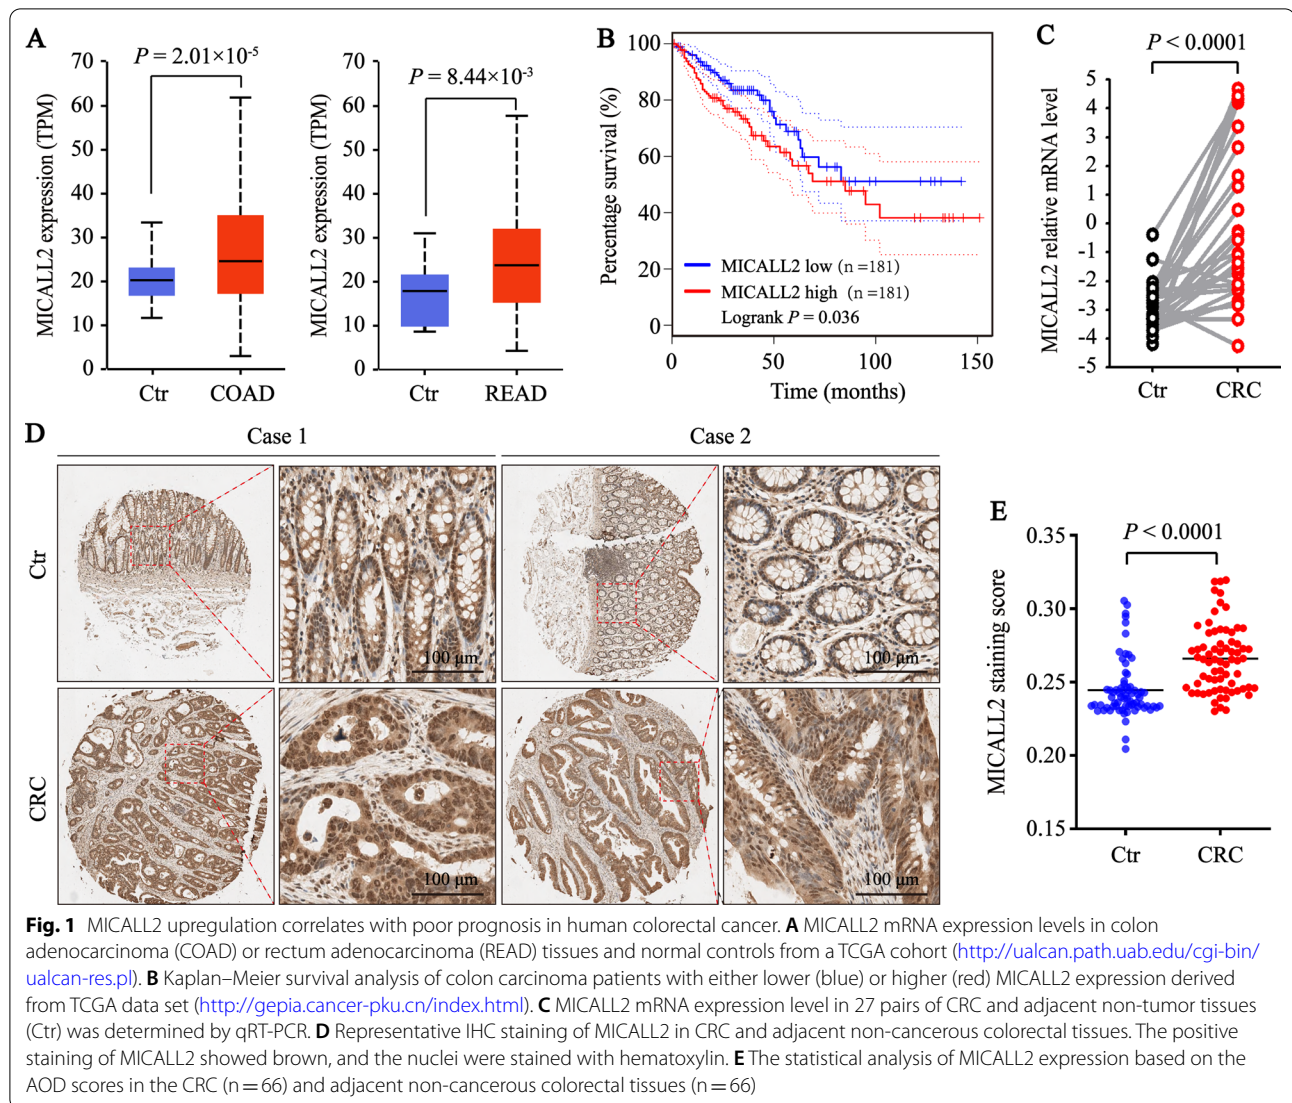 A
P = 2.01×10-5
MICALL2 expression (TPM)
70
60
50
40
30
20
10
0
Ctr
COAD
P = 8.44×10-3
MICALL2 expression (TPM)
70
60
50
40
30
20
10
0
Ctr
READ
B
Percentage survival (%)
100
80
60
40
20
0
MICALL2 low (n =181)
MICALL2 high (n =181)
Logrank P = 0.036
0
50
100
150
Time (months)
C
P < 0.0001
MICALL2 relative mRNA level
5
4
3
2
1
0
-1
-2
-3
-4
-5
Ctr
CRC
D
Case 1
Case 2
Ctr
100 µm
100 µm
CRC
100 µm
100 µm
E
P < 0.0001
MICALL2 staining score
0.35
0.30
0.25
0.20
0.15
Ctr
CRC
Fig. 1 MICALL2 upregulation correlates with poor prognosis in human colorectal cancer. A MICALL2 mRNA expression levels in colon
adenocarcinoma (COAD) or rectum adenocarcinoma (READ) tissues and normal controls from a TCGA cohort (http://ualcan.path.uab.edu/cgi-bin/
ualcan-res.pl). B Kaplan–Meier survival analysis of colon carcinoma patients with either lower (blue) or higher (red) MICALL2 expression derived
from TCGA data set (http://gepia.cancer-pku.cn/index.html). C MICALL2 mRNA expression level in 27 pairs of CRC and adjacent non-tumor tissues
(Ctr) was determined by qRT-PCR. D Representative IHC staining of MICALL2 in CRC and adjacent non-cancerous colorectal tissues. The positive
staining of MICALL2 showed brown, and the nuclei were stained with hematoxylin. E The statistical analysis of MICALL2 expression based on the
AOD scores in the CRC (n = 66) and adjacent non-cancerous colorectal tissues (n = 66)